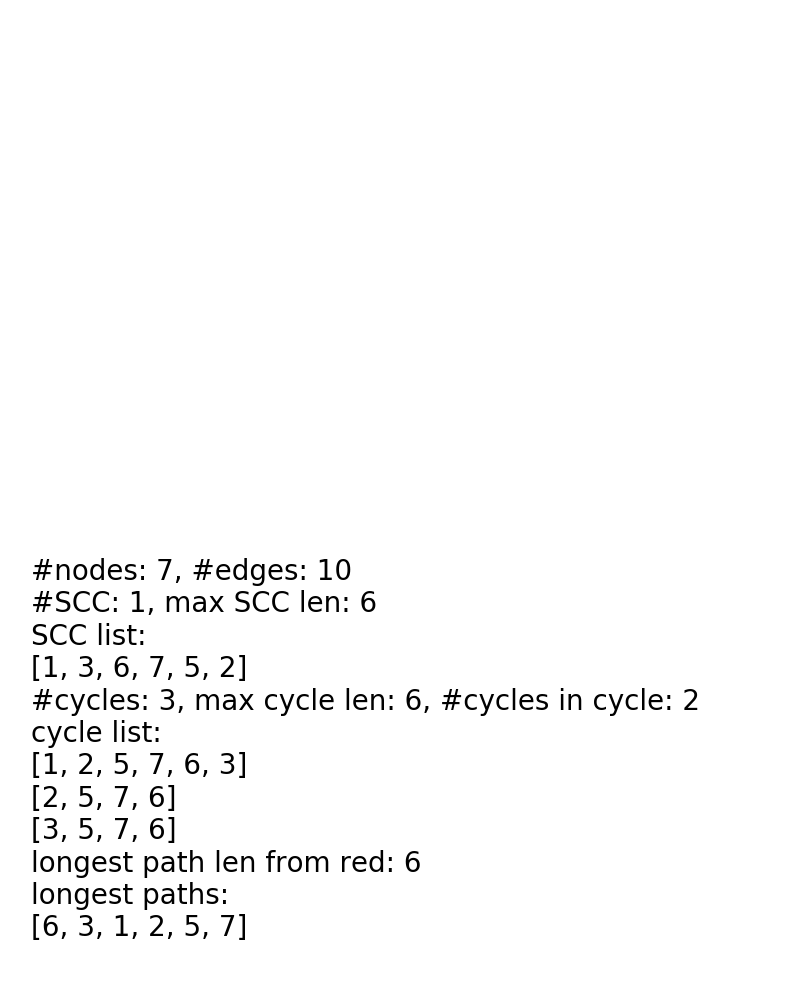 #nodes: 7, #edges: 10
#SCC: 1, max SCC len: 6
SCC list:
[1, 3, 6, 7, 5, 2]
#cycles: 3, max cycle len: 6, #cycles in cycle: 2
cycle list:
[1, 2, 5, 7, 6, 3]
[2, 5, 7, 6]
[3, 5, 7, 6]
longest path len from red: 6
longest paths:
[6, 3, 1, 2, 5, 7]